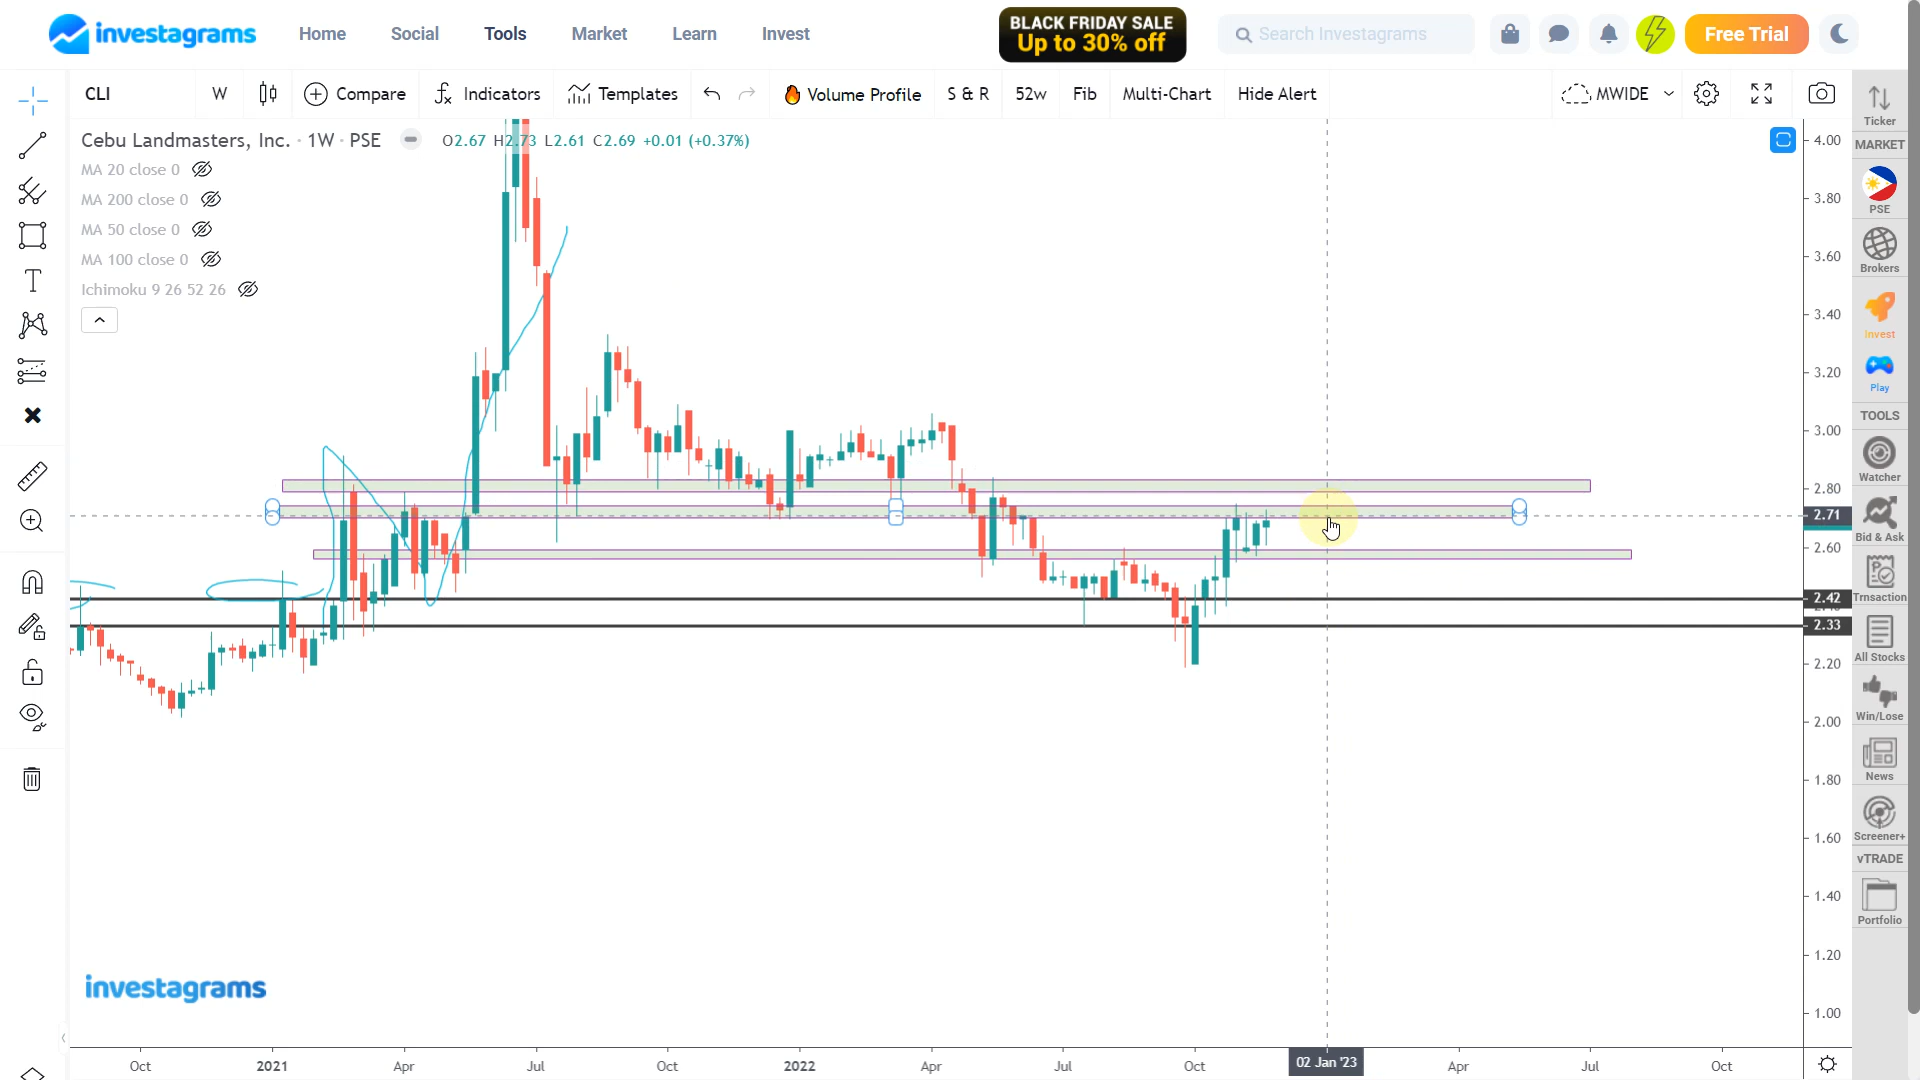 investagrams
Home
Social
Tools
Market
Learn
Invest
BLACK FRIDAY SALE
Up to 30% off
Search Investagrams
Free Trial
CLI
W
Compare
Indicators
Templates
Volume Profile
S & R
52w
Fib
Multi-Chart
Hide Alert
MWIDE
Cebu Landmasters, Inc. · 1W · PSE
O2.67 H2.73 L2.61 C2.69 +0.01 (+0.37%)
MA 20 close 0
MA 200 close 0
MA 50 close 0
MA 100 close 0
Ichimoku 9 26 52 26
4.00
3.80
3.60
3.40
3.20
3.00
2.80
2.71
2.60
2.42
2.33
2.20
2.00
1.80
1.60
1.40
1.20
1.00
Ticker
MARKET
PSE
Brokers
Invest
Play
TOOLS
Watcher
Bid & Ask
Trnsaction
All Stocks
Win/Lose
News
Screener+
vTRADE
Portfolio
investagrams
Oct
2021
Apr
Jul
Oct
2022
Apr
Jul
Oct
02 Jan '23
Apr
Jul
Oct